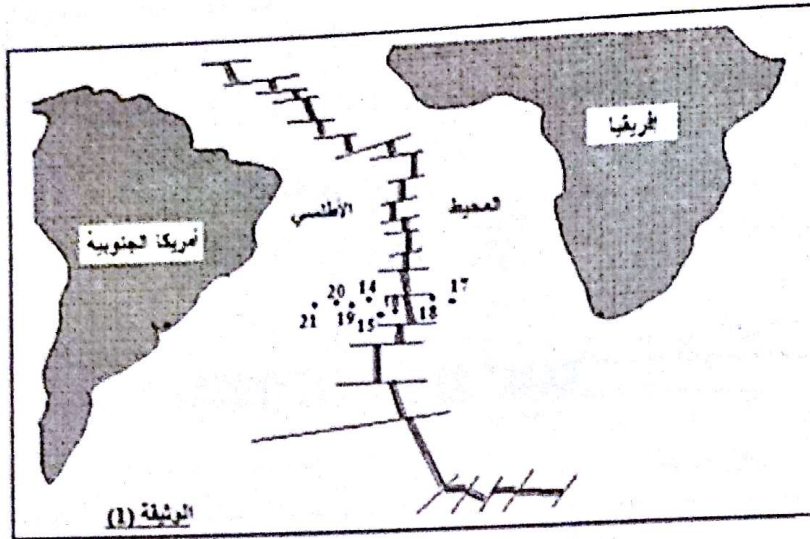 إفريقيا
المحيط
الأطلسي
أمريكا الجنوبية
17
18
14
20
21
19
15
الوثيقة (1)